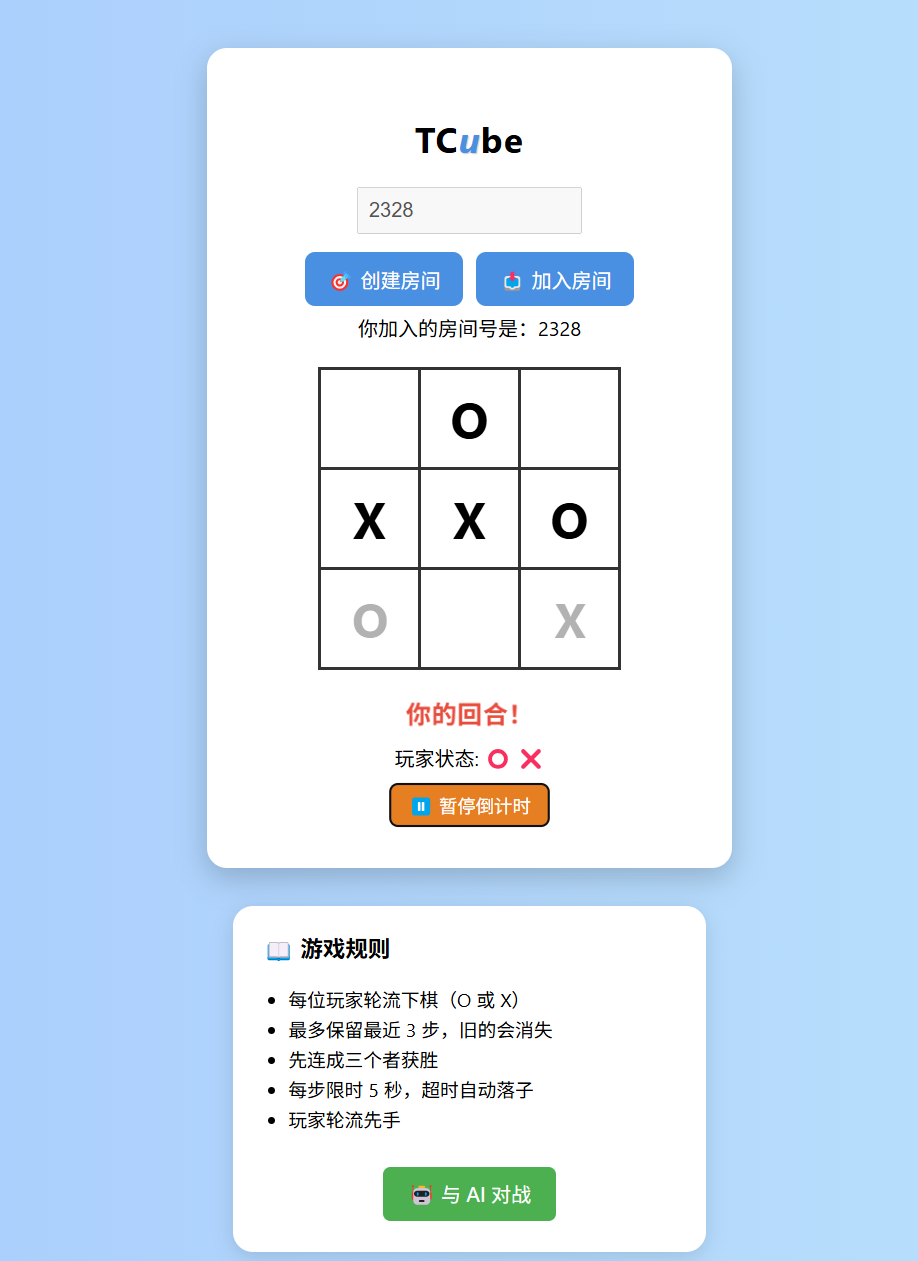 TCube
2328
🎯 创建房间 📥 加入房间
你加入的房间号是：2328
O
X X O
O X
你的回合！
玩家状态: ⭕ ❌
⏸ 暂停倒计时
📖 游戏规则
• 每位玩家轮流下棋（O 或 X）
• 最多保留最近 3 步，旧的会消失
• 先连成三个者获胜
• 每步限时 5 秒，超时自动落子
• 玩家轮流先手
🤖 与 AI 对战